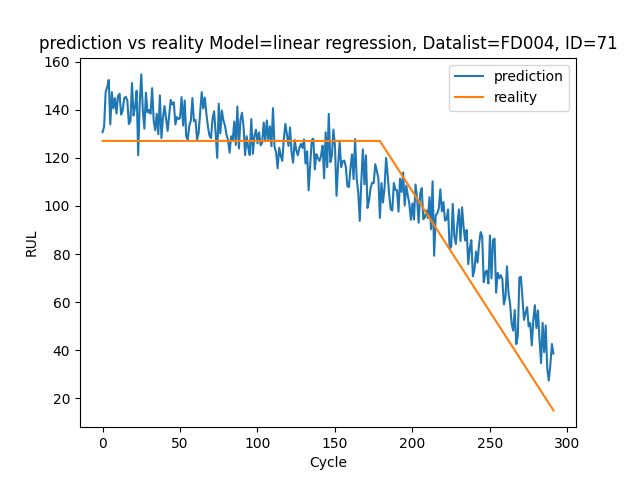 prediction vs reality Model=linear regression, Datalist=FD004, ID=71
160
140
120
100
80
60
40
20
RUL
prediction
reality
0 50 100 150 200 250 300
Cycle